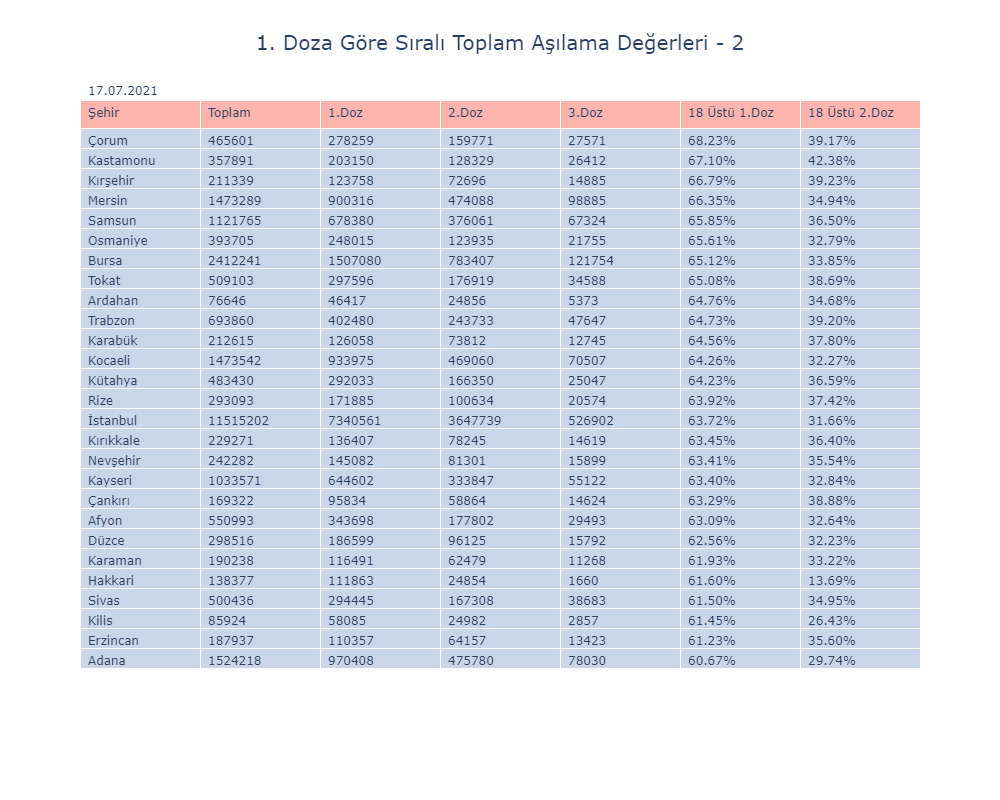 1. Doza Göre Sıralı Toplam Aşılama Değerleri - 2
17.07.2021
Şehir Toplam 1.Doz 2.Doz 3.Doz 18 Üstü 1.Doz 18 Üstü 2.Doz
Çorum 465601 278259 159771 27571 68.23% 39.17%
Kastamonu 357891 203150 128329 26412 67.10% 42.38%
Kırşehir 211339 123758 72696 14885 66.79% 39.23%
Mersin 1473289 900316 474088 98885 66.35% 34.94%
Samsun 1121765 678380 376061 67324 65.85% 36.50%
Osmaniye 393705 248015 123935 21755 65.61% 32.79%
Bursa 2412241 1507080 783407 121754 65.12% 33.85%
Tokat 509103 297596 176919 34588 65.08% 38.69%
Ardahan 76646 46417 24856 5373 64.76% 34.68%
Trabzon 693860 402480 243733 47647 64.73% 39.20%
Karabük 212615 126058 73812 12745 64.56% 37.80%
Kocaeli 1473542 933975 469060 70507 64.26% 32.27%
Kütahya 483430 292033 166350 25047 64.23% 36.59%
Rize 293093 171885 100634 20574 63.92% 37.42%
İstanbul 11515202 7340561 3647739 526902 63.72% 31.66%
Kırıkkale 229271 136407 78245 14619 63.45% 36.40%
Nevşehir 242282 145082 81301 15899 63.41% 35.54%
Kayseri 1033571 644602 333847 55122 63.40% 32.84%
Çankırı 169322 95834 58864 14624 63.29% 38.88%
Afyon 550993 343698 177802 29493 63.09% 32.64%
Düzce 298516 186599 96125 15792 62.56% 32.23%
Karaman 190238 116491 62479 11268 61.93% 33.22%
Hakkari 138377 111863 24854 1660 61.60% 13.69%
Sivas 500436 294445 167308 38683 61.50% 34.95%
Kilis 85924 58085 24982 2857 61.45% 26.43%
Erzincan 187937 110357 64157 13423 61.23% 35.60%
Adana 1524218 970408 475780 78030 60.67% 29.74%